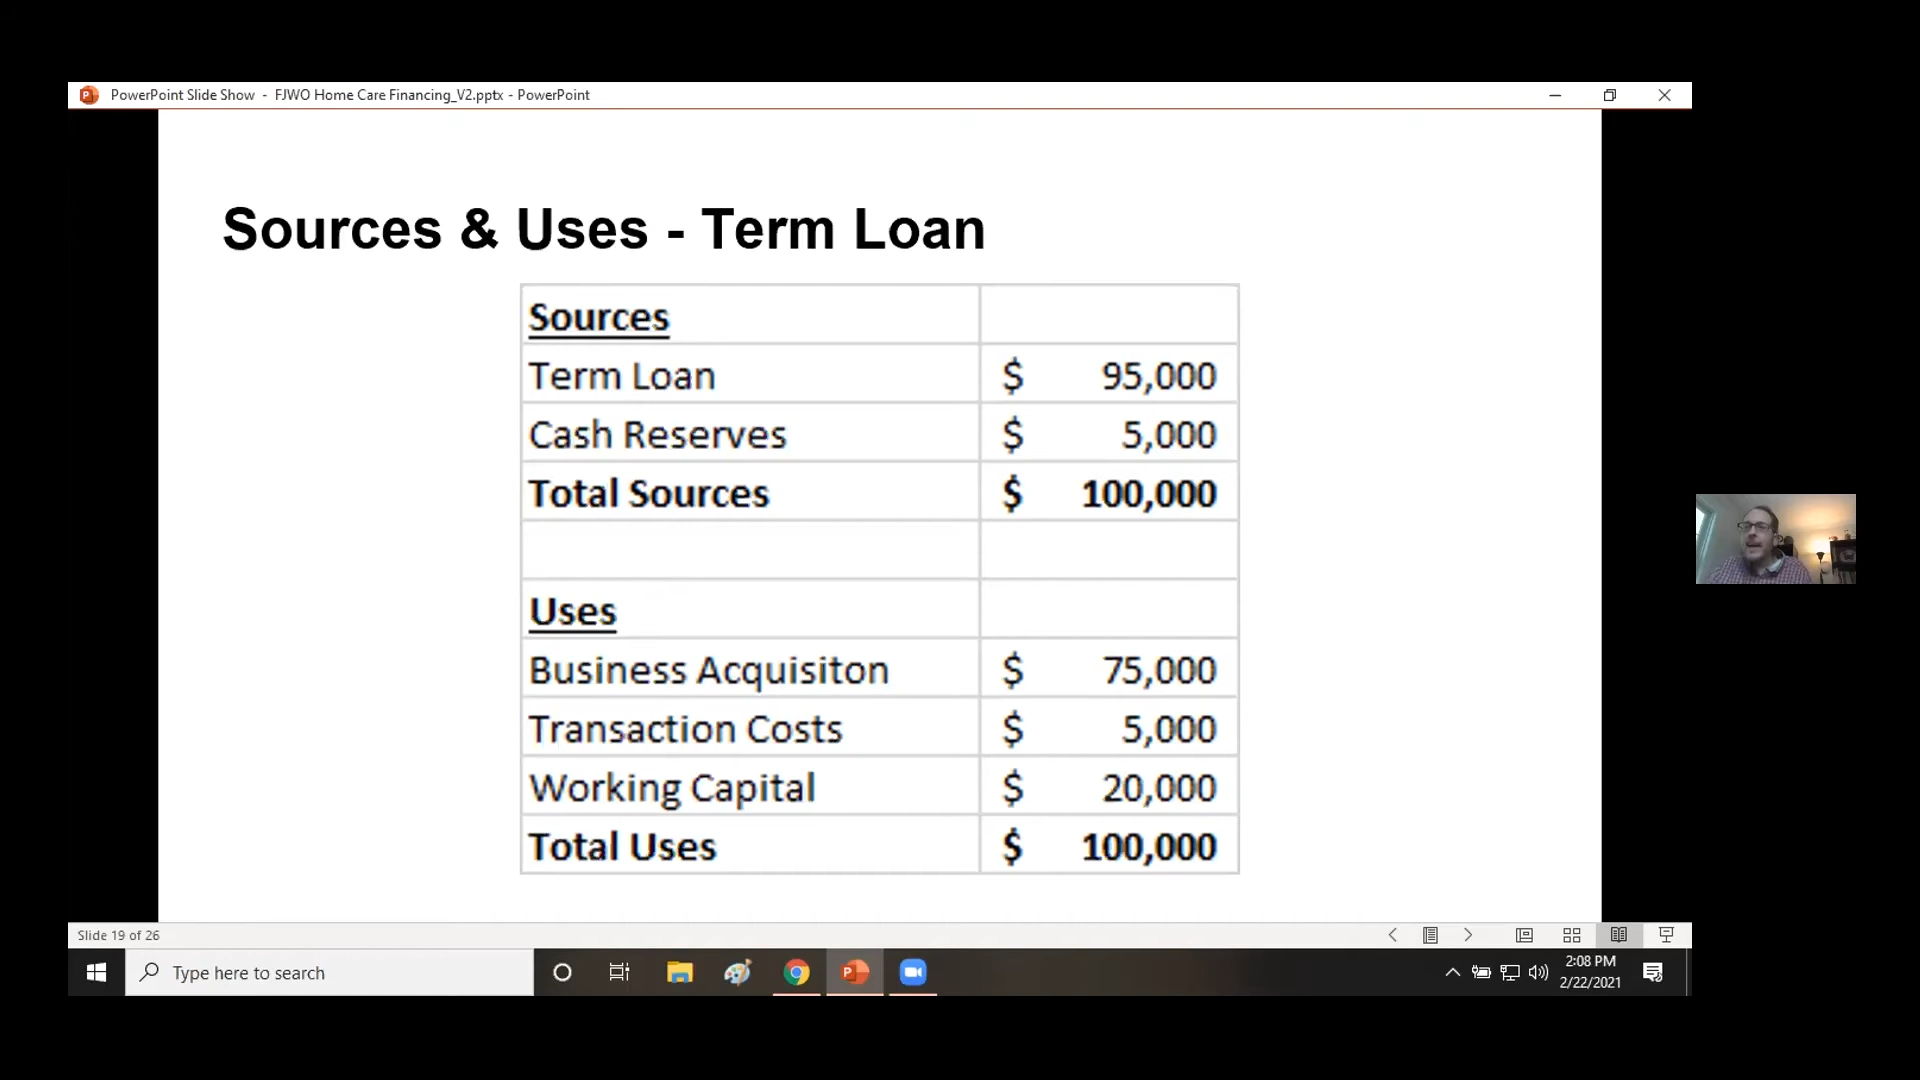 PowerPoint Slide Show - FJWO Home Care Financing_V2.pptx - PowerPoint
Sources & Uses - Term Loan
Sources
Term Loan $ 95,000
Cash Reserves $ 5,000
Total Sources $ 100,000
Uses
Business Acquisiton $ 75,000
Transaction Costs $ 5,000
Working Capital $ 20,000
Total Uses $ 100,000
Slide 19 of 26
Type here to search
2:08 PM
2/22/2021